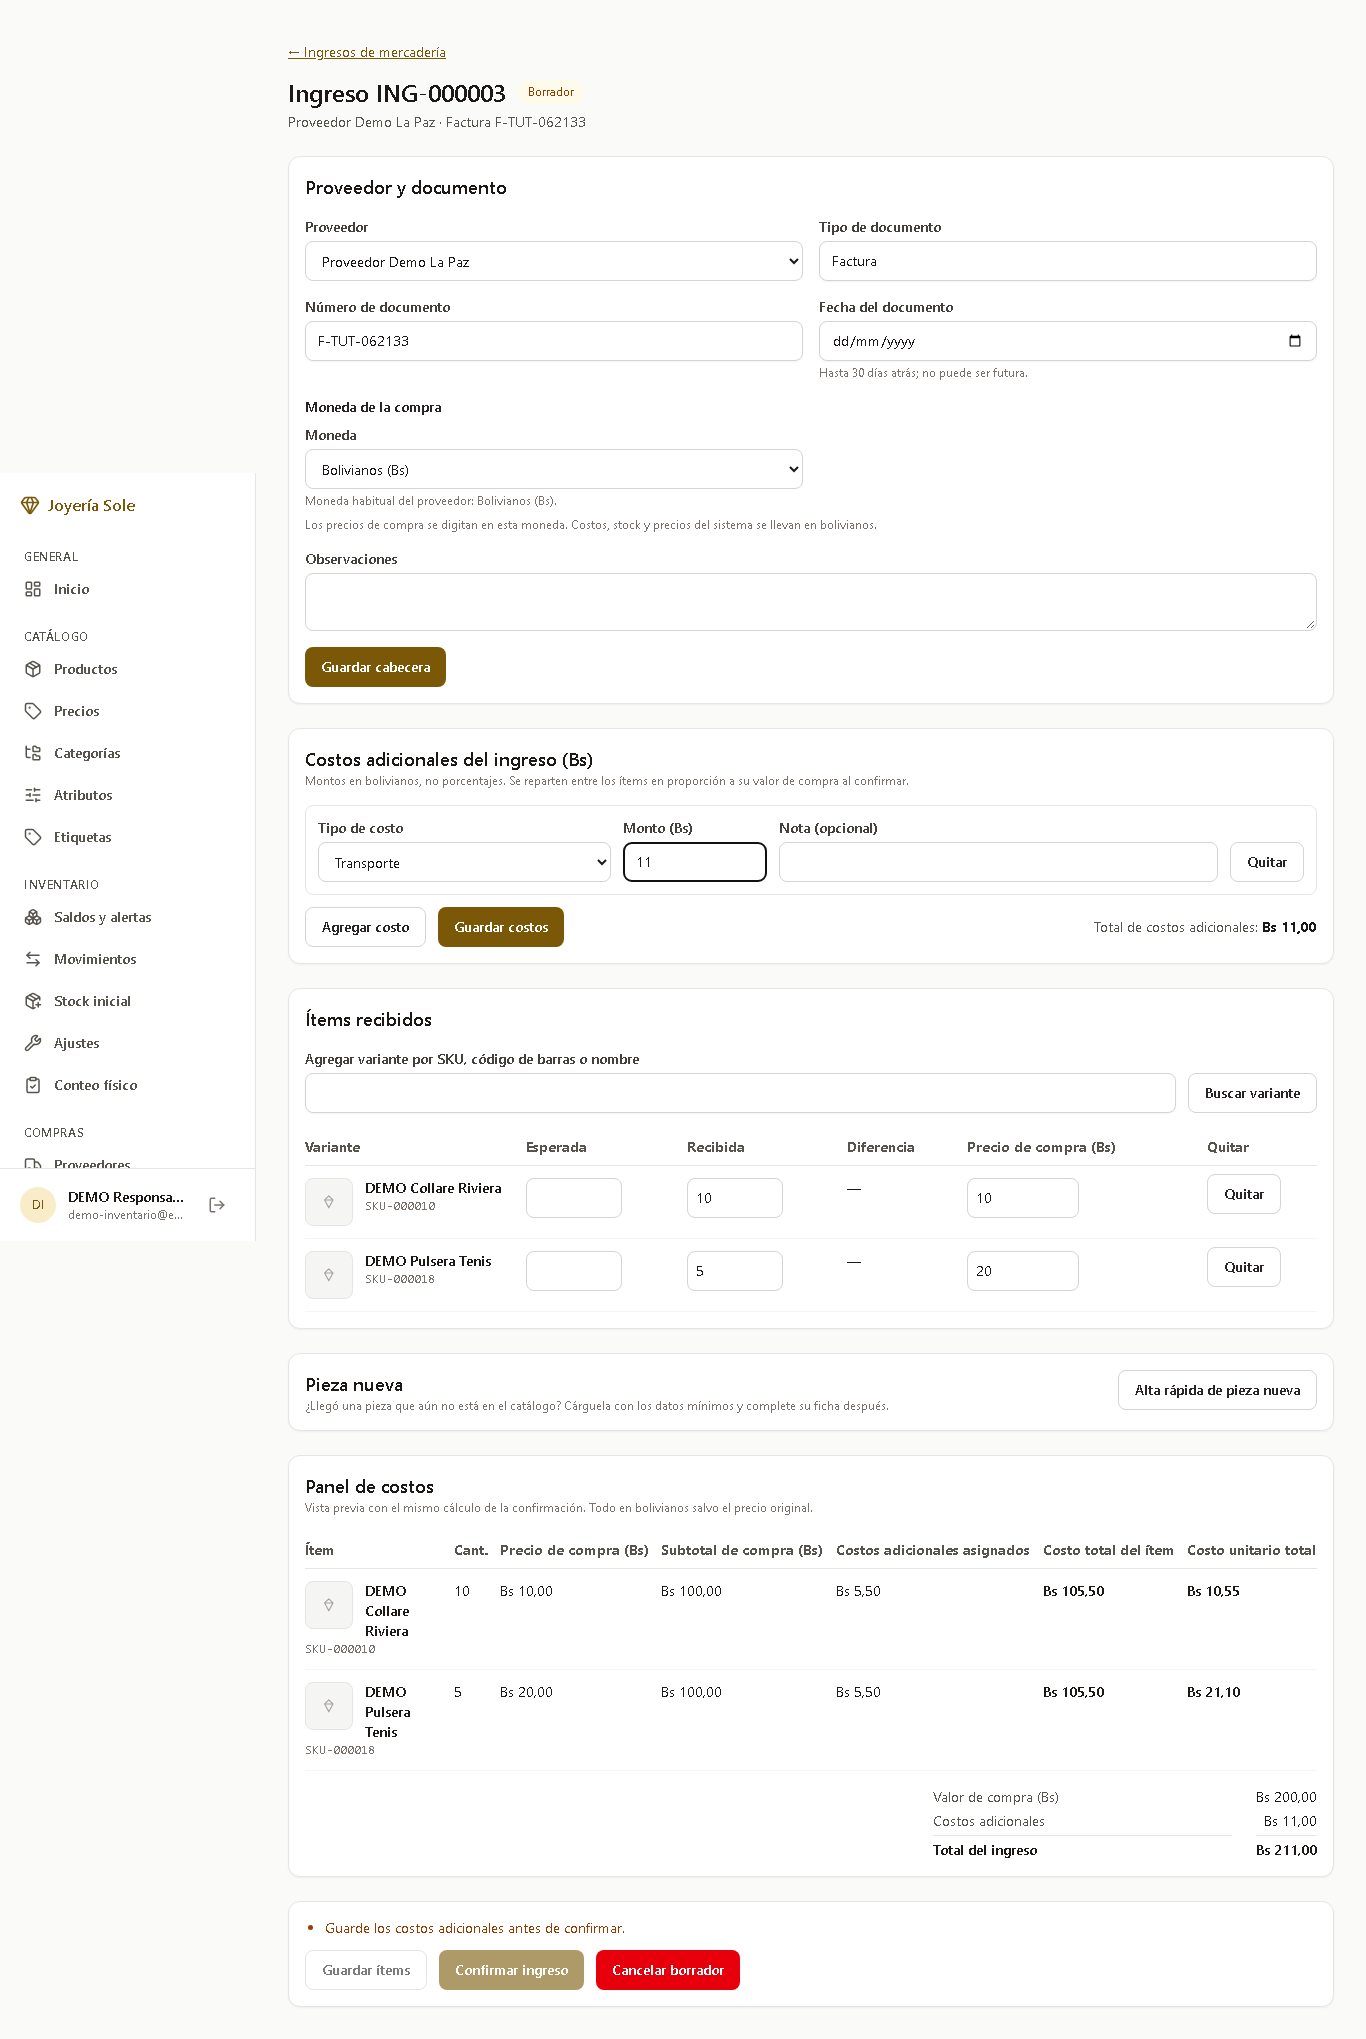 ← Ingresos de mercadería
Ingreso ING-000003 Borrador
Proveedor Demo La Paz · Factura F-TUT-062133
Proveedor y documento
Proveedor Tipo de documento
Proveedor Demo La Paz Factura
Número de documento Fecha del documento
F-TUT-062133 dd/mm/yyyy
Hasta 30 días atrás; no puede ser futura.
Moneda de la compra
Moneda
Bolivianos (Bs)
Moneda habitual del proveedor: Bolivianos (Bs).
Los precios de compra se digitan en esta moneda. Costos, stock y precios del sistema se llevan en bolivianos.
Observaciones
Guardar cabecera
Joyería Sole
GENERAL
Inicio
CATÁLOGO
Productos
Precios
Categorías
Atributos
Etiquetas
INVENTARIO
Saldos y alertas
Movimientos
Stock inicial
Ajustes
Conteo físico
COMPRAS
Proveedores
DI DEMO Responsa...
demo-inventario@e...
Costos adicionales del ingreso (Bs)
Montos en bolivianos, no porcentajes. Se reparten entre los ítems en proporción a su valor de compra al confirmar.
Tipo de costo Monto (Bs) Nota (opcional)
Transporte 11 Quitar
Agregar costo Guardar costos Total de costos adicionales: Bs 11,00
Ítems recibidos
Agregar variante por SKU, código de barras o nombre
Buscar variante
Variante Esperada Recibida Diferencia Precio de compra (Bs) Quitar
DEMO Collare Riviera 10 — 10 Quitar
SKU-000010
DEMO Pulsera Tenis 5 — 20 Quitar
SKU-000018
Pieza nueva
¿Llegó una pieza que aún no está en el catálogo? Cárguela con los datos mínimos y complete su ficha después.
Alta rápida de pieza nueva
Panel de costos
Vista previa con el mismo cálculo de la confirmación. Todo en bolivianos salvo el precio original.
Ítem Cant. Precio de compra (Bs) Subtotal de compra (Bs) Costos adicionales asignados Costo total del ítem Costo unitario total
DEMO 10 Bs 10,00 Bs 100,00 Bs 5,50 Bs 105,50 Bs 10,55
Collare
Riviera
SKU-000010
DEMO 5 Bs 20,00 Bs 100,00 Bs 5,50 Bs 105,50 Bs 21,10
Pulsera
Tenis
SKU-000018
Valor de compra (Bs) Bs 200,00
Costos adicionales Bs 11,00
Total del ingreso Bs 211,00
• Guarde los costos adicionales antes de confirmar.
Guardar ítems Confirmar ingreso Cancelar borrador